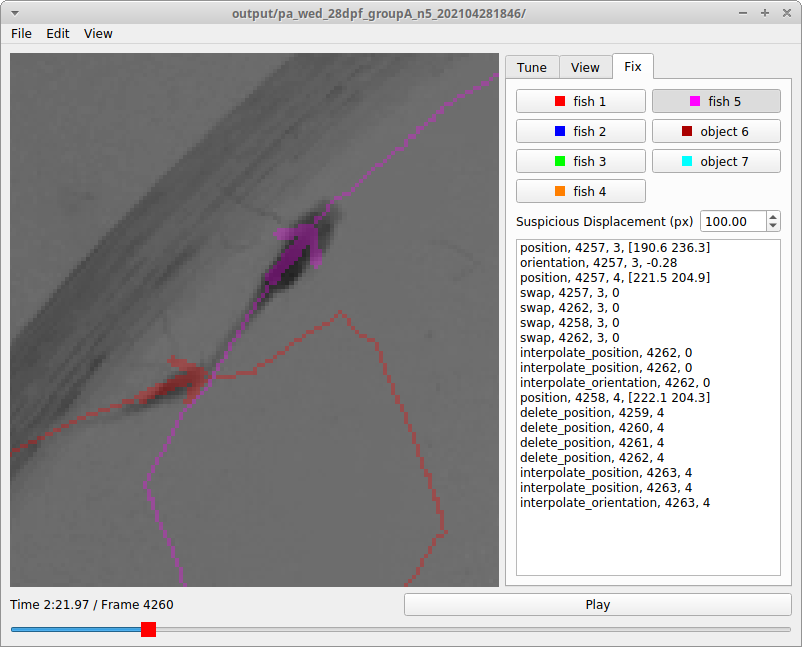 output/pa_wed_28dpf_groupA_n5_202104281846/
File Edit View
Tune View Fix
fish 1 fish 5
fish 2 object 6
fish 3 object 7
fish 4
Suspicious Displacement (px) 100.00
position, 4257, 3, [190.6 236.3]
orientation, 4257, 3, -0.28
position, 4257, 4, [221.5 204.9]
swap, 4257, 3, 0
swap, 4262, 3, 0
swap, 4258, 3, 0
swap, 4262, 3, 0
interpolate_position, 4262, 0
interpolate_position, 4262, 0
interpolate_orientation, 4262, 0
position, 4258, 4, [222.1 204.3]
delete_position, 4259, 4
delete_position, 4260, 4
delete_position, 4261, 4
delete_position, 4262, 4
interpolate_position, 4263, 4
interpolate_position, 4263, 4
interpolate_orientation, 4263, 4
Time 2:21.97 / Frame 4260 Play